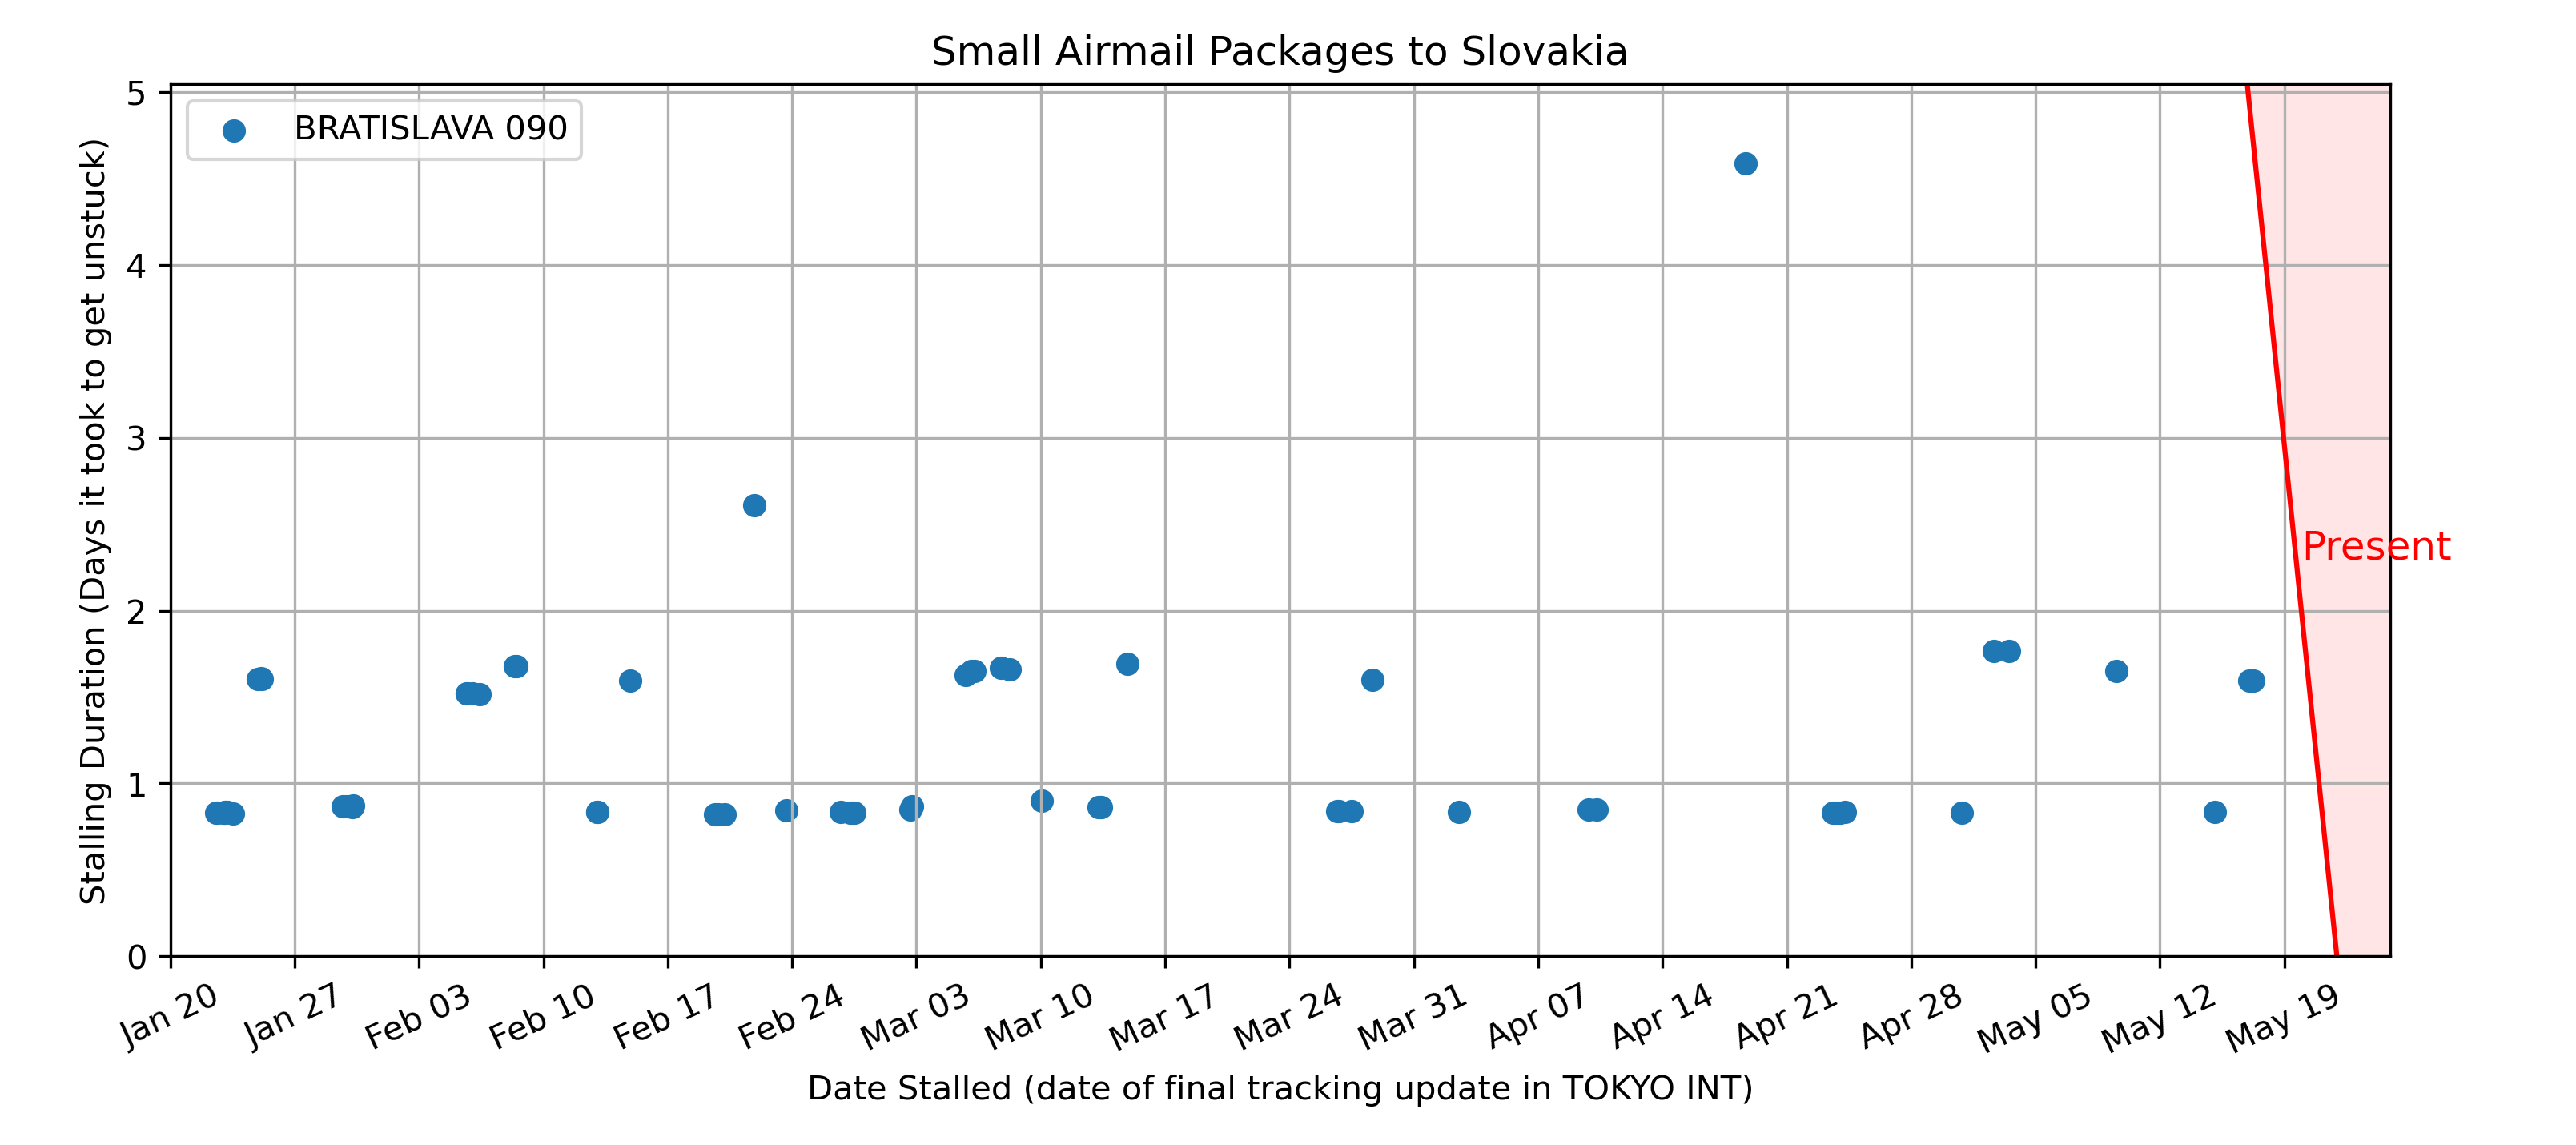 Small Airmail Packages to Slovakia
BRATISLAVA 090
Stalling Duration (Days it took to get unstuck)
5
4
3
2
1
0
Present
Jan 20
Jan 27
Feb 03
Feb 10
Feb 17
Feb 24
Mar 03
Mar 10
Mar 17
Mar 24
Mar 31
Apr 07
Apr 14
Apr 21
Apr 28
May 05
May 12
May 19
Date Stalled (date of final tracking update in TOKYO INT)